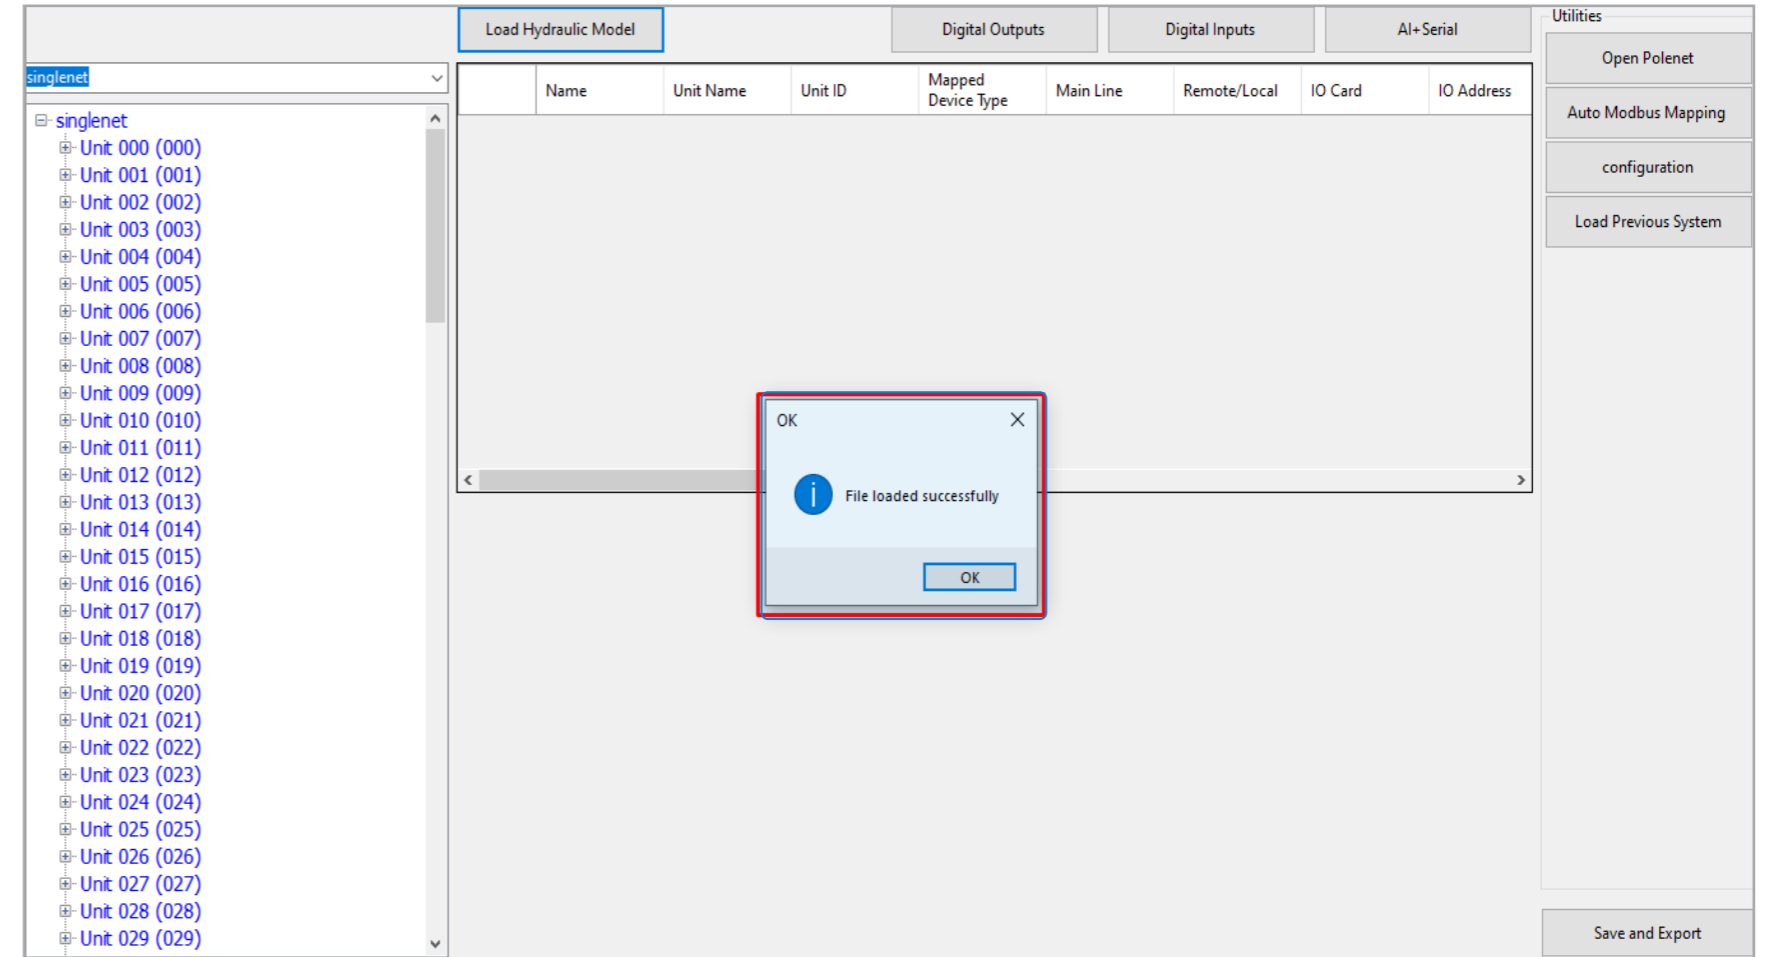 Load Hydraulic Model
Digital Outputs
Digital Inputs
AI+Serial
Utilities
Open Polenet
Auto Modbus Mapping
configuration
Load Previous System
singlenet
Name
Unit Name
Unit ID
Mapped
Device Type
Main Line
Remote/Local
IO Card
IO Address
singlenet
Unit 000 (000)
Unit 001 (001)
Unit 002 (002)
Unit 003 (003)
Unit 004 (004)
Unit 005 (005)
Unit 006 (006)
Unit 007 (007)
Unit 008 (008)
Unit 009 (009)
Unit 010 (010)
Unit 011 (011)
Unit 012 (012)
Unit 013 (013)
Unit 014 (014)
Unit 015 (015)
Unit 016 (016)
Unit 017 (017)
Unit 018 (018)
Unit 019 (019)
Unit 020 (020)
Unit 021 (021)
Unit 022 (022)
Unit 023 (023)
Unit 024 (024)
Unit 025 (025)
Unit 026 (026)
Unit 027 (027)
Unit 028 (028)
Unit 029 (029)
OK
File loaded successfully
OK
Save and Export